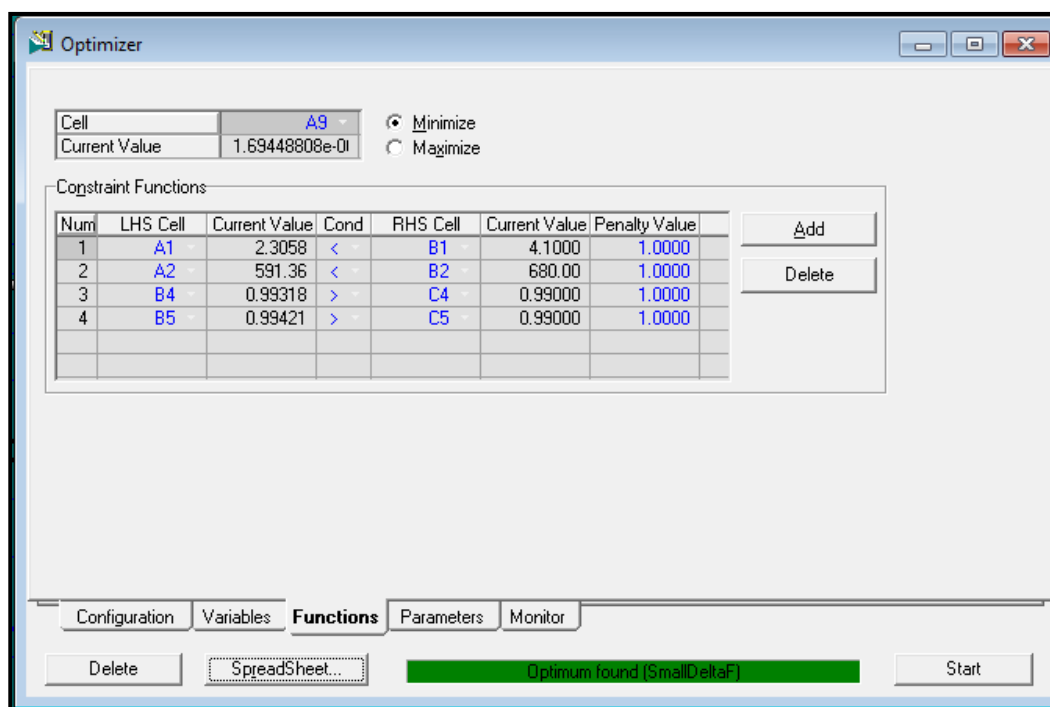 Optimizer
Cell A9 Minimize
Current Value 1.69448808e-0 Maximize
Constraint Functions
Num LHS Cell Current Value Cond RHS Cell Current Value Penalty Value Add
1 A1 2.3058 < B1 4.1000 1.0000
2 A2 591.36 < B2 680.00 1.0000 Delete
3 B4 0.99318 > C4 0.99000 1.0000
4 B5 0.99421 > C5 0.99000 1.0000
Configuration Variables Functions Parameters Monitor
Delete SpreadSheet... Optimum found (SmallDeltaF) Start